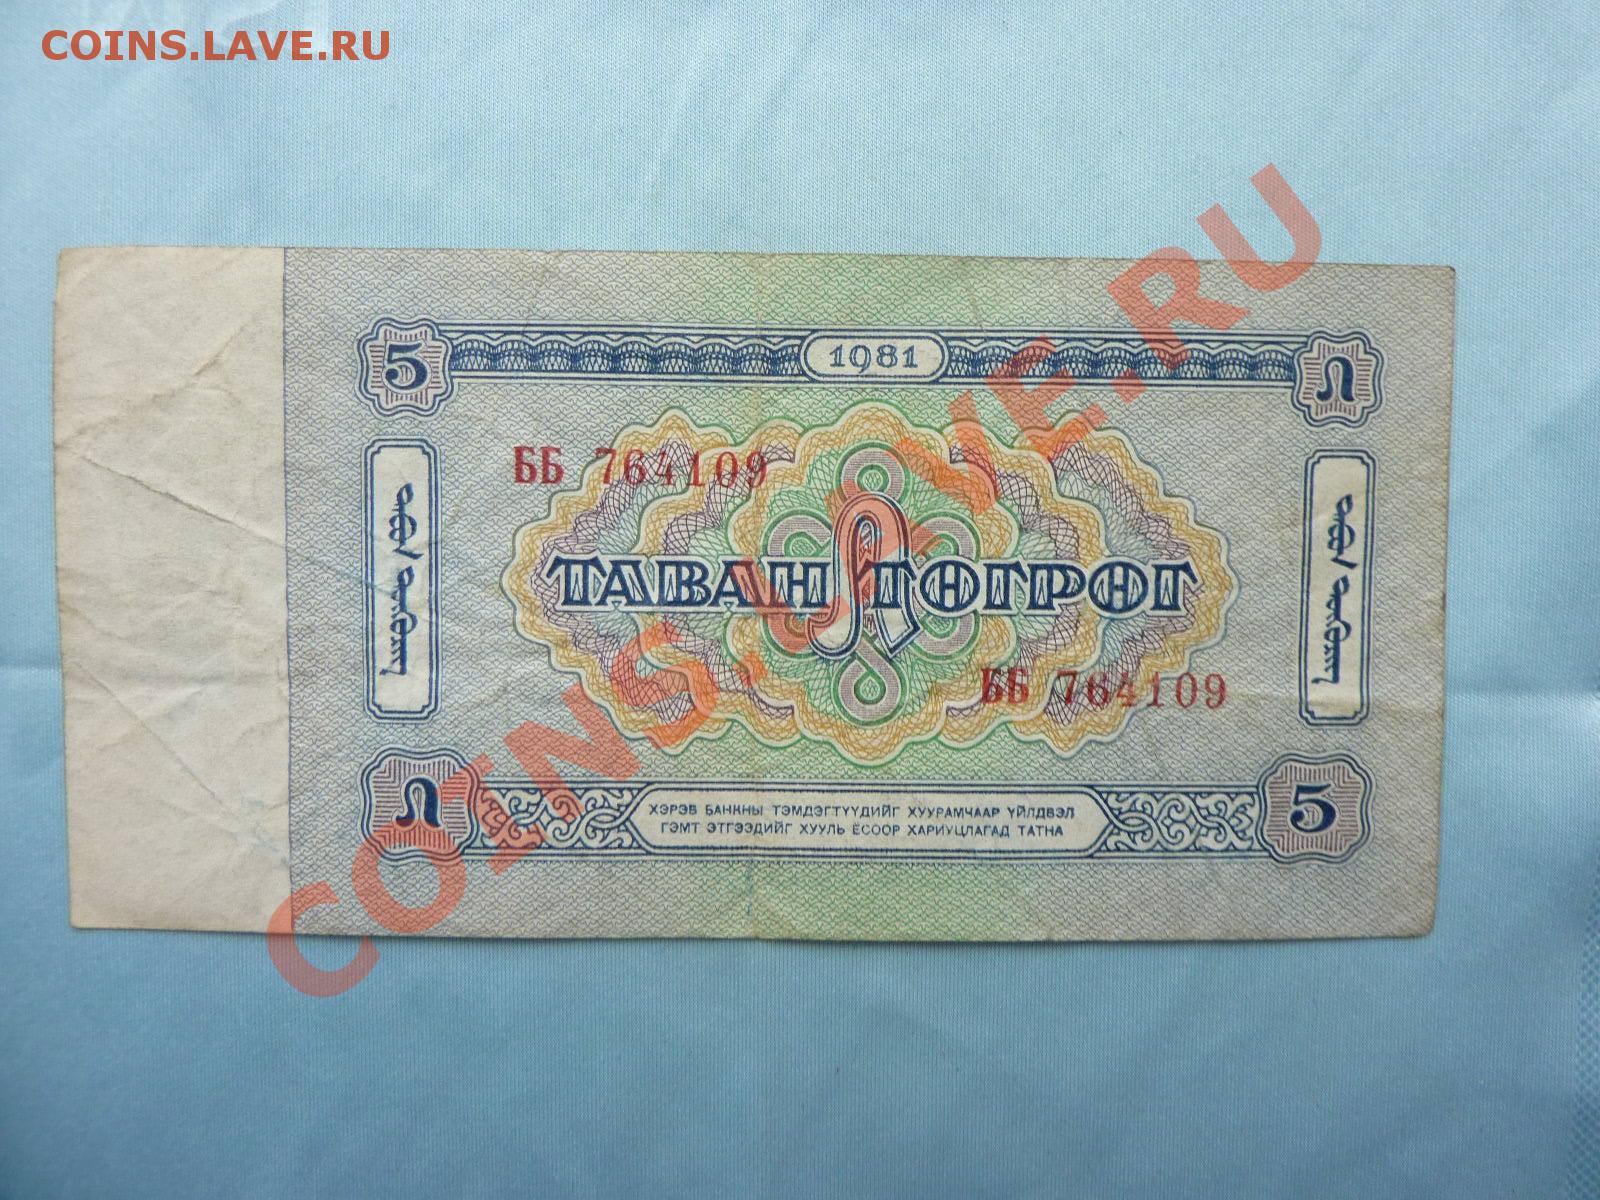 COINS.LAVE.RU
1981
5
ББ 764109
ТАВАН ТӨГРӨГ
ББ 764109
ХЭРЭВ БАНКНЫ ТЭМДЭГТҮҮДИЙГ ХУУРАМЧААР ҮЙЛДВЭЛ
ГЭМТ ЭТГЭЭДИЙГ ХУУЛЬ ЁСООР ХАРИУЦЛАГАД ТАТНА
5
COINS.LAVE.RU